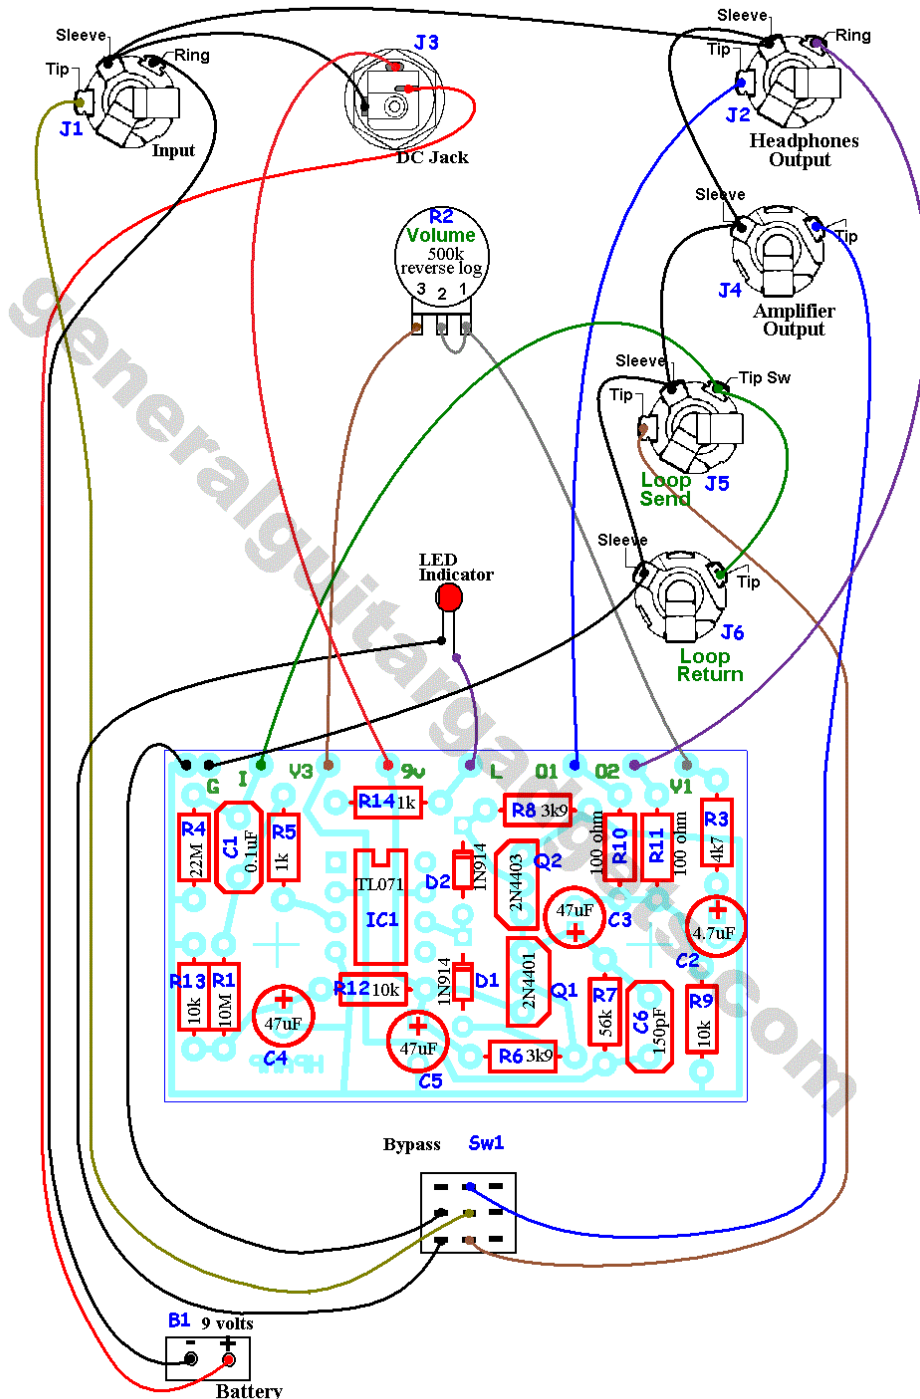 Sleeve
Ring
Tip
J1
Input
J3
DC Jack
Sleeve
Ring
Tip
J2
Headphones
Output
Sleeve
Tip
J4
Amplifier
Output
R2
Volume
500k
reverse log
3 2 1
Sleeve
Tip Sw
Tip
J5
Loop
Send
Sleeve
Tip
J6
Loop
Return
LED
Indicator
generalguitargadgets.com
G I V3 9v L O1 O2 V1
R4
22M
C1
0.1uF
R5
1k
R14 1k
R8 3k9
100 ohm
R10
R11
100 ohm
R3
4k7
TL071
IC1
D2
1N914
Q2
2N4403
47uF
C3
4.7uF
C2
R13
10k
R1
10M
47uF
C4
R12 10k
47uF
C5
1N914
D1
2N4401
Q1
R7
56k
C6
150pF
R9
10k
R6 3k9
Bypass Sw1
B1 9 volts
- +
Battery